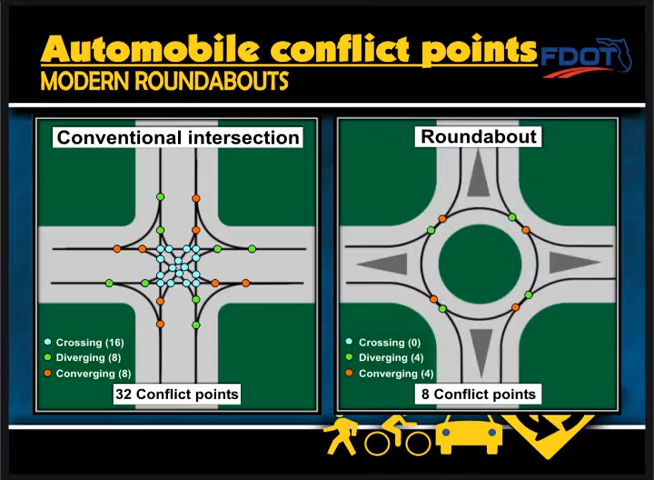 Automobile conflict points
FDOT
MODERN ROUNDABOUTS
Conventional intersection
Crossing (16)
Diverging (8)
Converging (8)
32 Conflict points
Roundabout
Crossing (0)
Diverging (4)
Converging (4)
8 Conflict points